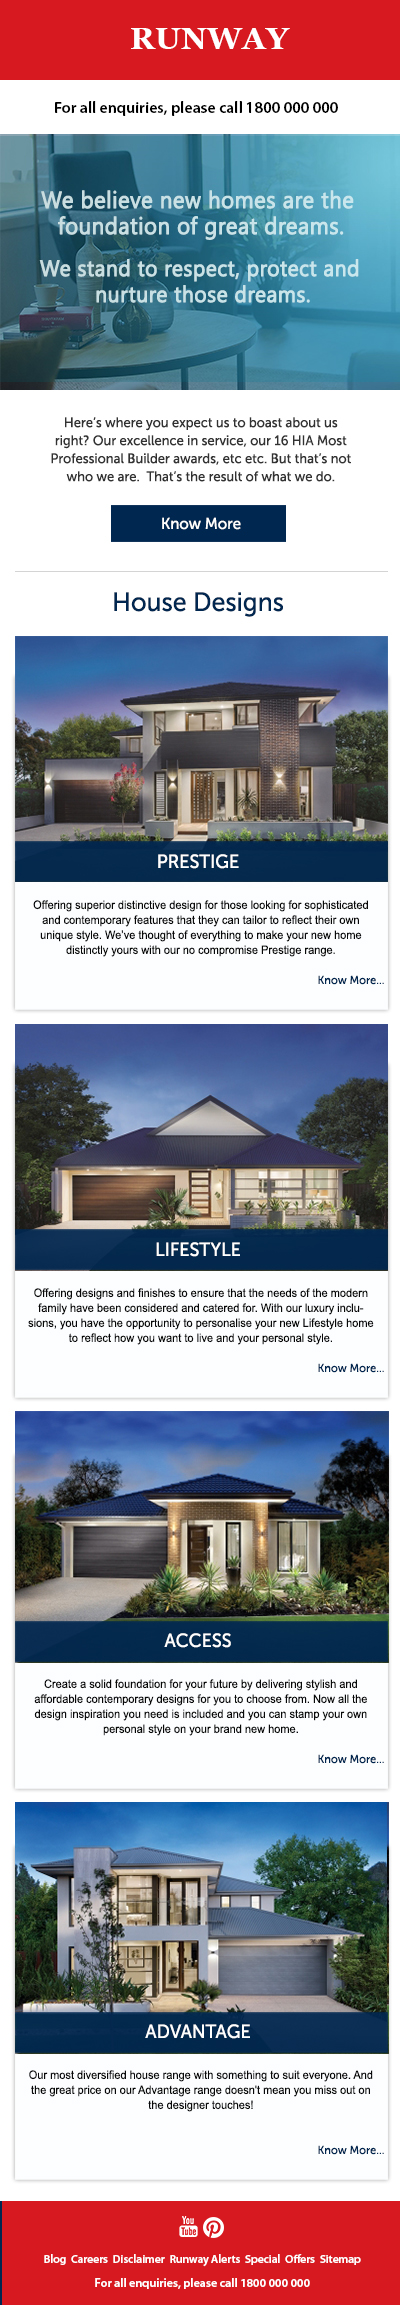 RUNWAY
For all enquiries, please call 1800 000 000
We believe new homes are the
foundation of great dreams.
We stand to respect, protect and
nurture those dreams.
Here's where you expect us to boast about us
right? Our excellence in service, our 16 HIA Most
Professional Builder awards, etc etc. But that's not
who we are.  That's the result of what we do.
Know More
House Designs
PRESTIGE
Offering superior distinctive design for those looking for sophisticated
and contemporary features that they can tailor to reflect their own
unique style. We've thought of everything to make your new home
distinctly yours with our no compromise Prestige range.
Know More...
LIFESTYLE
Offering designs and finishes to ensure that the needs of the modern
family have been considered and catered for. With our luxury inclu-
sions, you have the opportunity to personalise your new Lifestyle home
to reflect how you want to live and your personal style.
Know More...
ACCESS
Create a solid foundation for your future by delivering stylish and
affordable contemporary designs for you to choose from. Now all the
design inspiration you need is included and you can stamp your own
personal style on your brand new home.
Know More...
ADVANTAGE
Our most diversified house range with something to suit everyone. And
the great price on our Advantage range doesn't mean you miss out on
the designer touches!
Know More...
You
Tube
Blog Careers Disclaimer Runway Alerts Special Offers Sitemap
For all enquiries, please call 1800 000 000